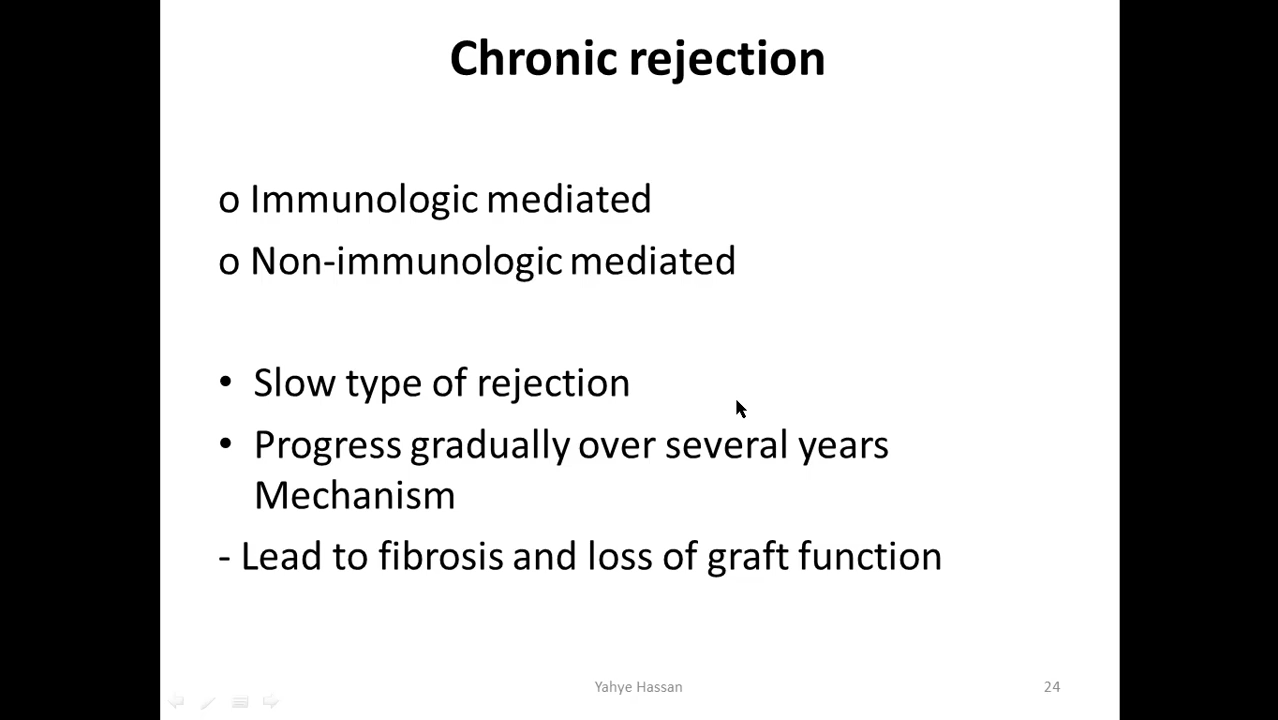 Chronic rejection
o Immunologic mediated
o Non-immunologic mediated
• Slow type of rejection
• Progress gradually over several years
Mechanism
- Lead to fibrosis and loss of graft function
Yahye Hassan
24